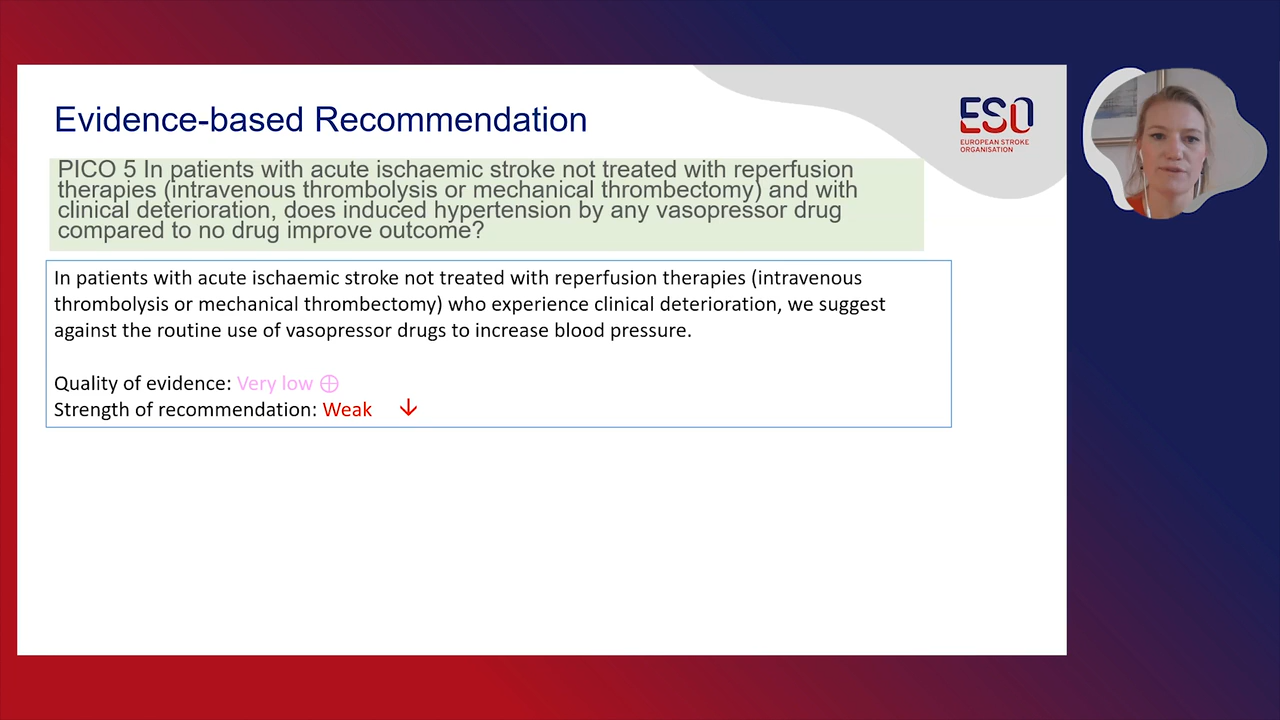 Evidence-based Recommendation
ESO
EUROPEAN STROKE
ORGANISATION
PICO 5 In patients with acute ischaemic stroke not treated with reperfusion
therapies (intravenous thrombolysis or mechanical thrombectomy) and with
clinical deterioration, does induced hypertension by any vasopressor drug
compared to no drug improve outcome?
In patients with acute ischaemic stroke not treated with reperfusion therapies (intravenous
thrombolysis or mechanical thrombectomy) who experience clinical deterioration, we suggest
against the routine use of vasopressor drugs to increase blood pressure.
Quality of evidence: Very low ⊕
Strength of recommendation: Weak ↓